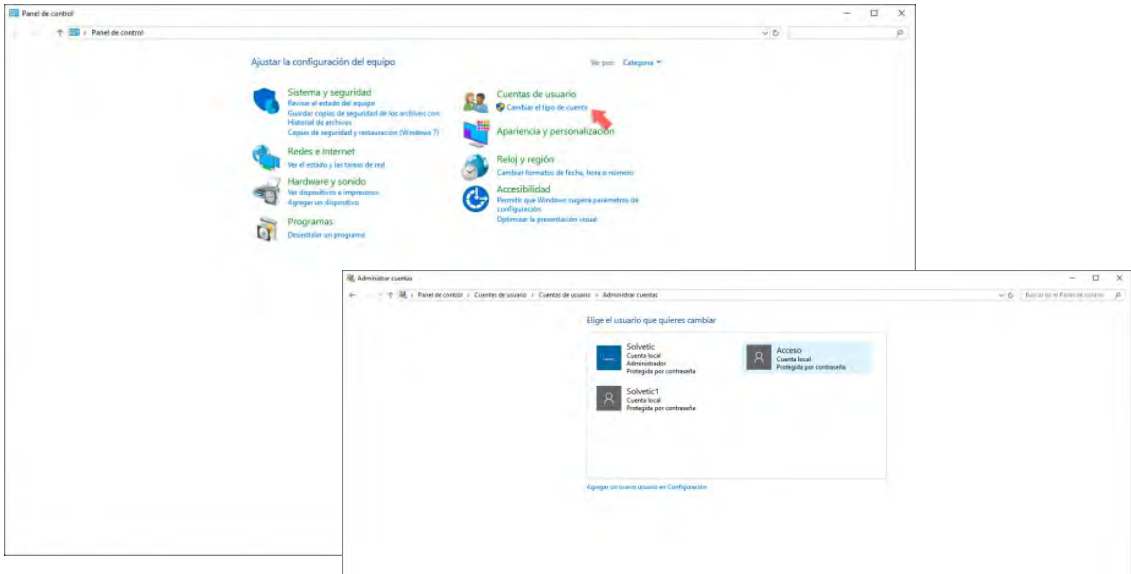 Panel de control
Panel de control
Ajustar la configuración del equipo
Ver por: Categoría
Sistema y seguridad
Revisar el estado del equipo
Guardar copias de seguridad de los archivos con
Historial de archivos
Copias de seguridad y restauración (Windows 7)
Redes e Internet
Ver el estado y las tareas de red
Hardware y sonido
Ver dispositivos e impresoras
Agregar un dispositivo
Programas
Desinstalar un programa
Cuentas de usuario
Cambiar el tipo de cuenta
Apariencia y personalización
Reloj y región
Cambiar formatos de fecha, hora o número
Accesibilidad
Permitir que Windows sugiera parámetros de
configuración
Optimizar la presentación visual
Administrar cuentas
Panel de control › Cuentas de usuario › Cuentas de usuario › Administrar cuentas
Buscar en el Panel de control
Elige el usuario que quieres cambiar
Solvetic
Cuenta local
Administrador
Protegida por contraseña
Acceso
Cuenta local
Protegida por contraseña
Solvetic1
Cuenta local
Protegida por contraseña
Agregar un nuevo usuario en Configuración